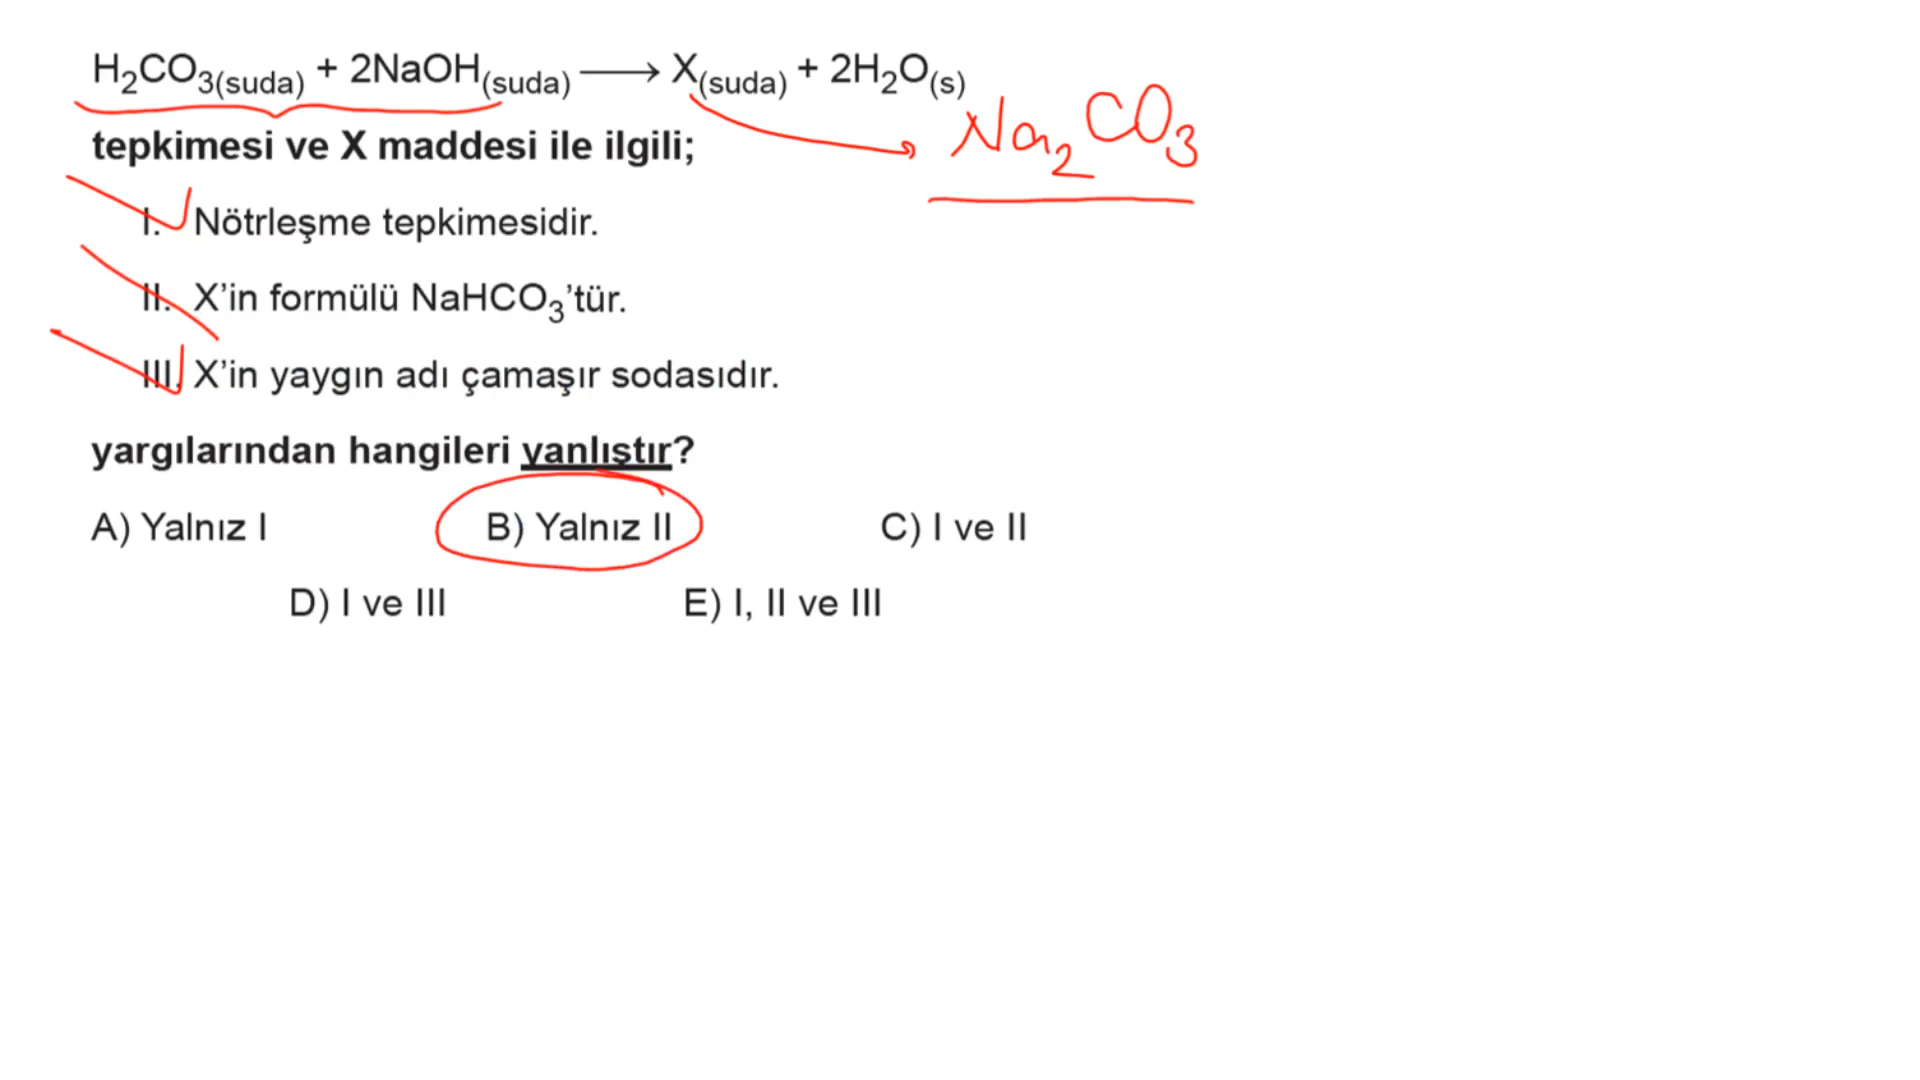 H₂CO₃(suda) + 2NaOH(suda) ⟶ X(suda) + 2H₂O(s)
Na₂CO₃
tepkimesi ve X maddesi ile ilgili;
I. Nötrleşme tepkimesidir.
II. X’in formülü NaHCO₃’tür.
III. X’in yaygın adı çamaşır sodasıdır.
yargılarından hangileri yanlıştır?
A) Yalnız I B) Yalnız II C) I ve II
D) I ve III E) I, II ve III